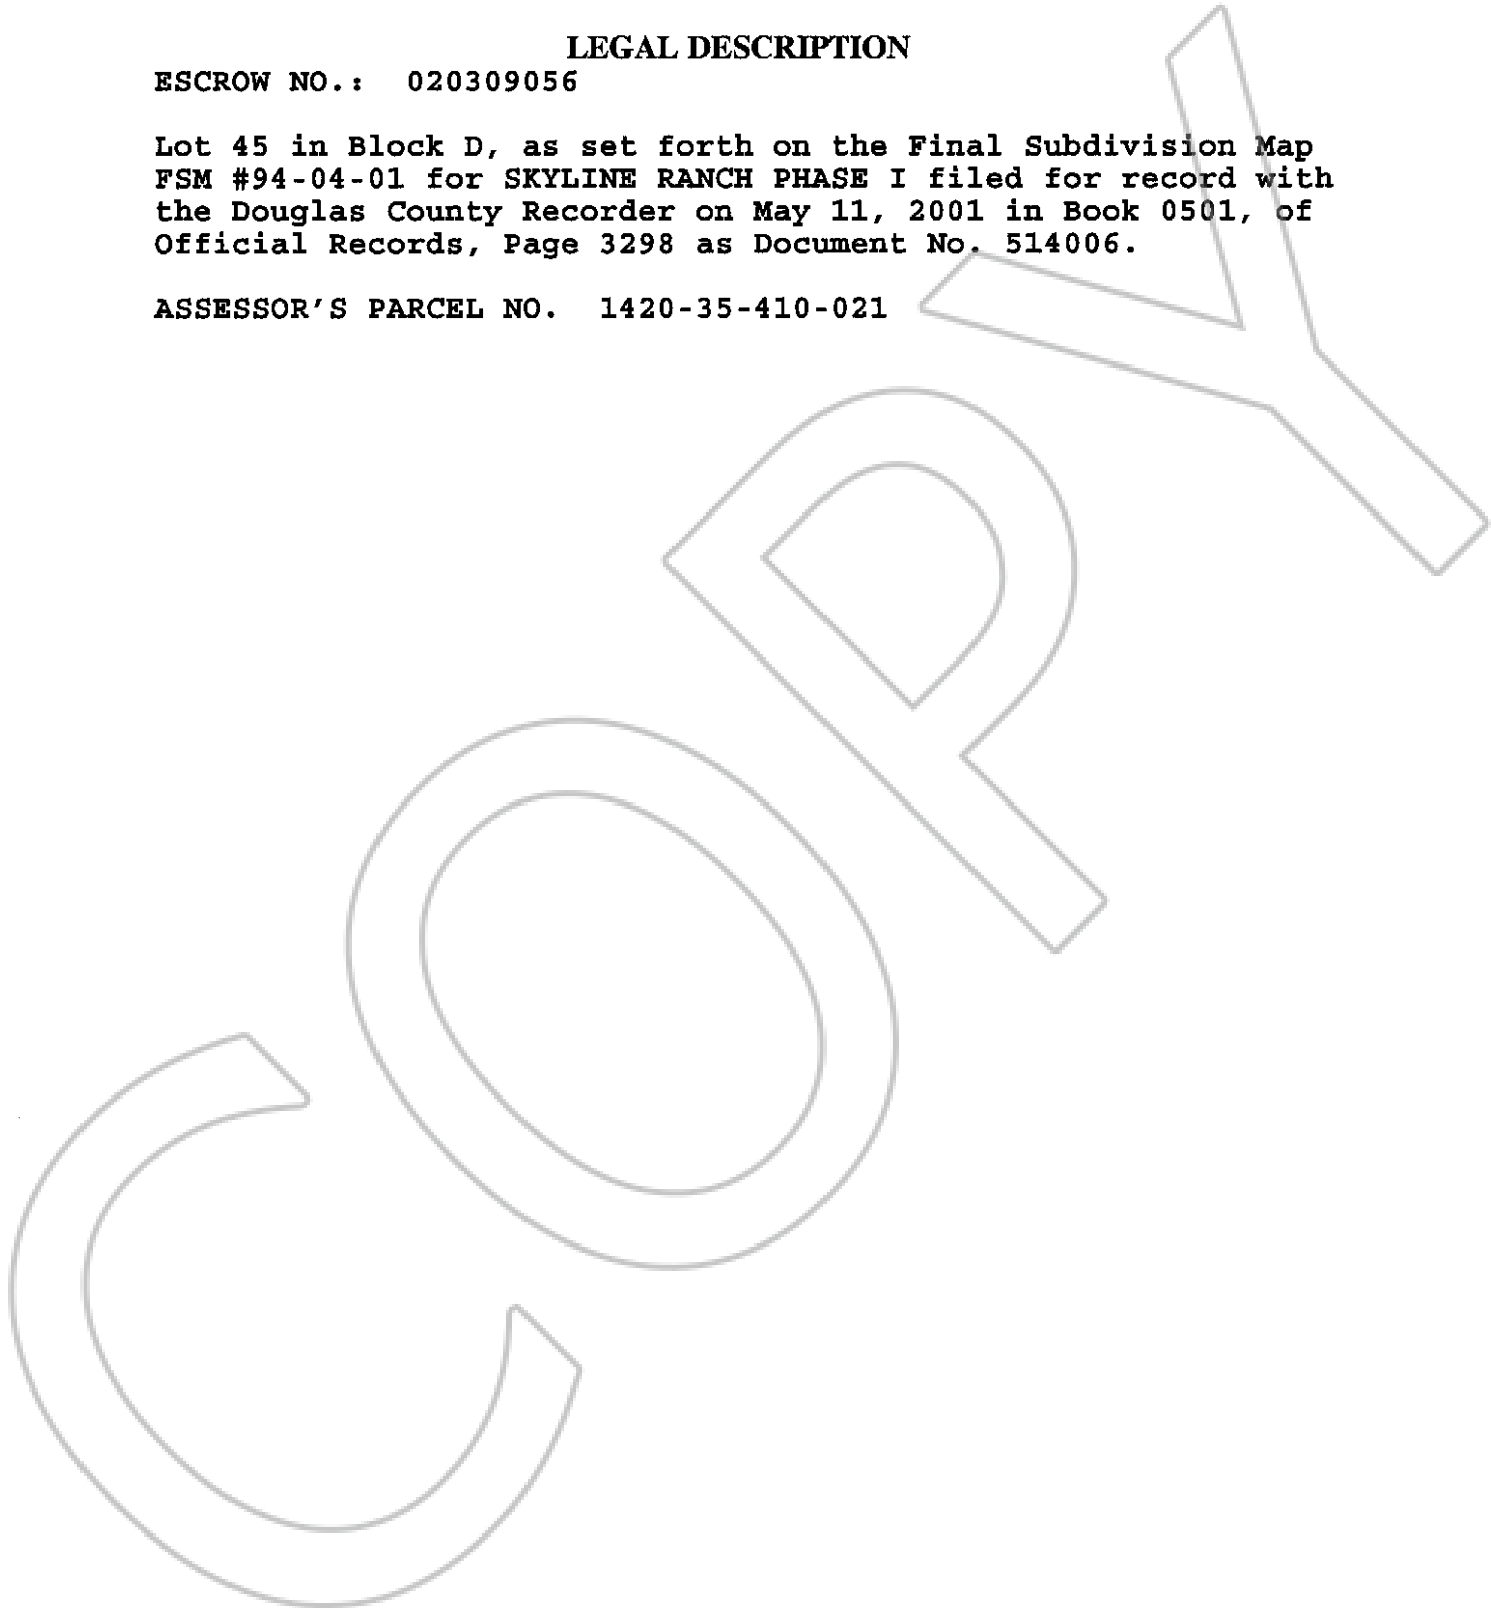 LEGAL DESCRIPTION
ESCROW NO.: 020309056
Lot 45 in Block D, as set forth on the Final Subdivision Map
FSM #94-04-01 for SKYLINE RANCH PHASE I filed for record with
the Douglas County Recorder on May 11, 2001 in Book 0501, of
Official Records, Page 3298 as Document No. 514006.
ASSESSOR'S PARCEL NO. 1420-35-410-021
COPY